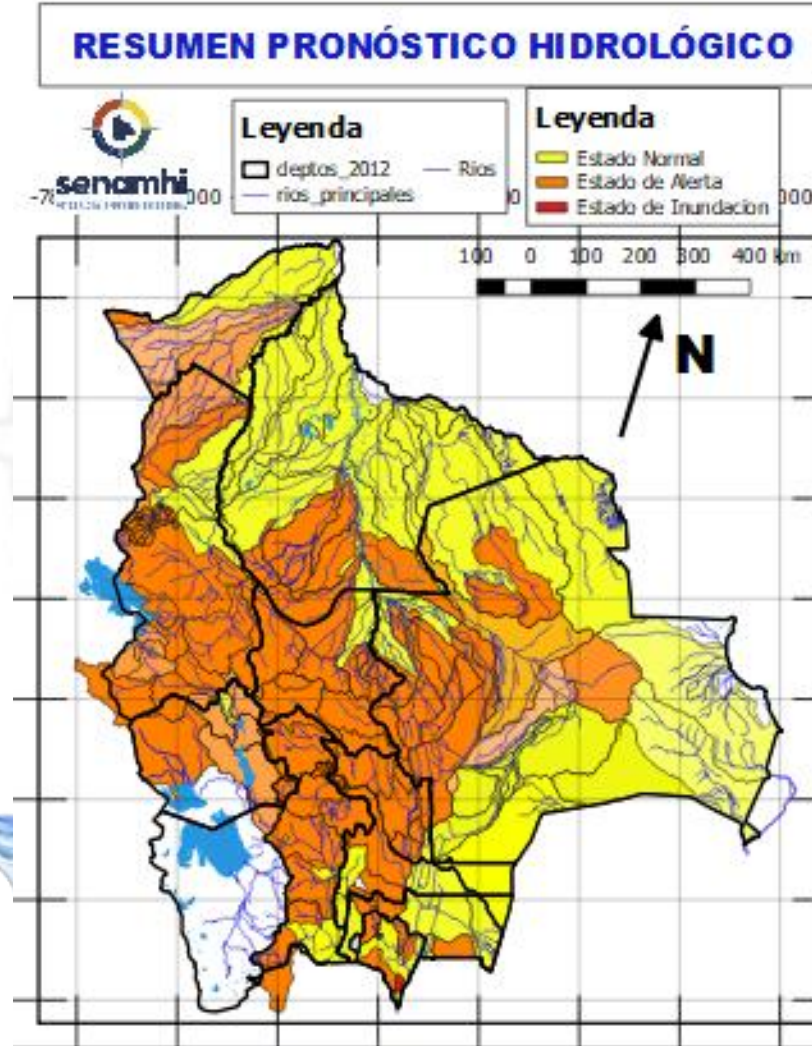 RESUMEN PRONÓSTICO HIDROLÓGICO
senamhi
Leyenda
deptos_2012
Rios
rios_principales
Leyenda
Estado Normal
Estado de Alerta
Estado de Inundacion
100 0 100 200 300 400 km
N